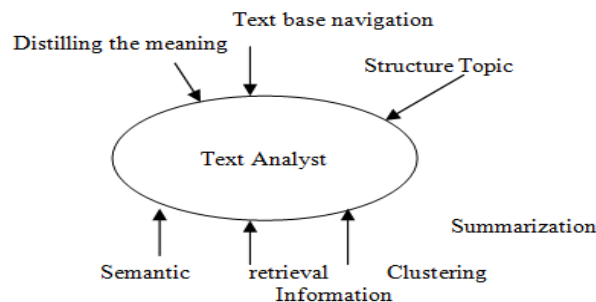 Text base navigation
Distilling the meaning
Structure Topic
Text Analyst
Summarization
Semantic retrieval Clustering
Information